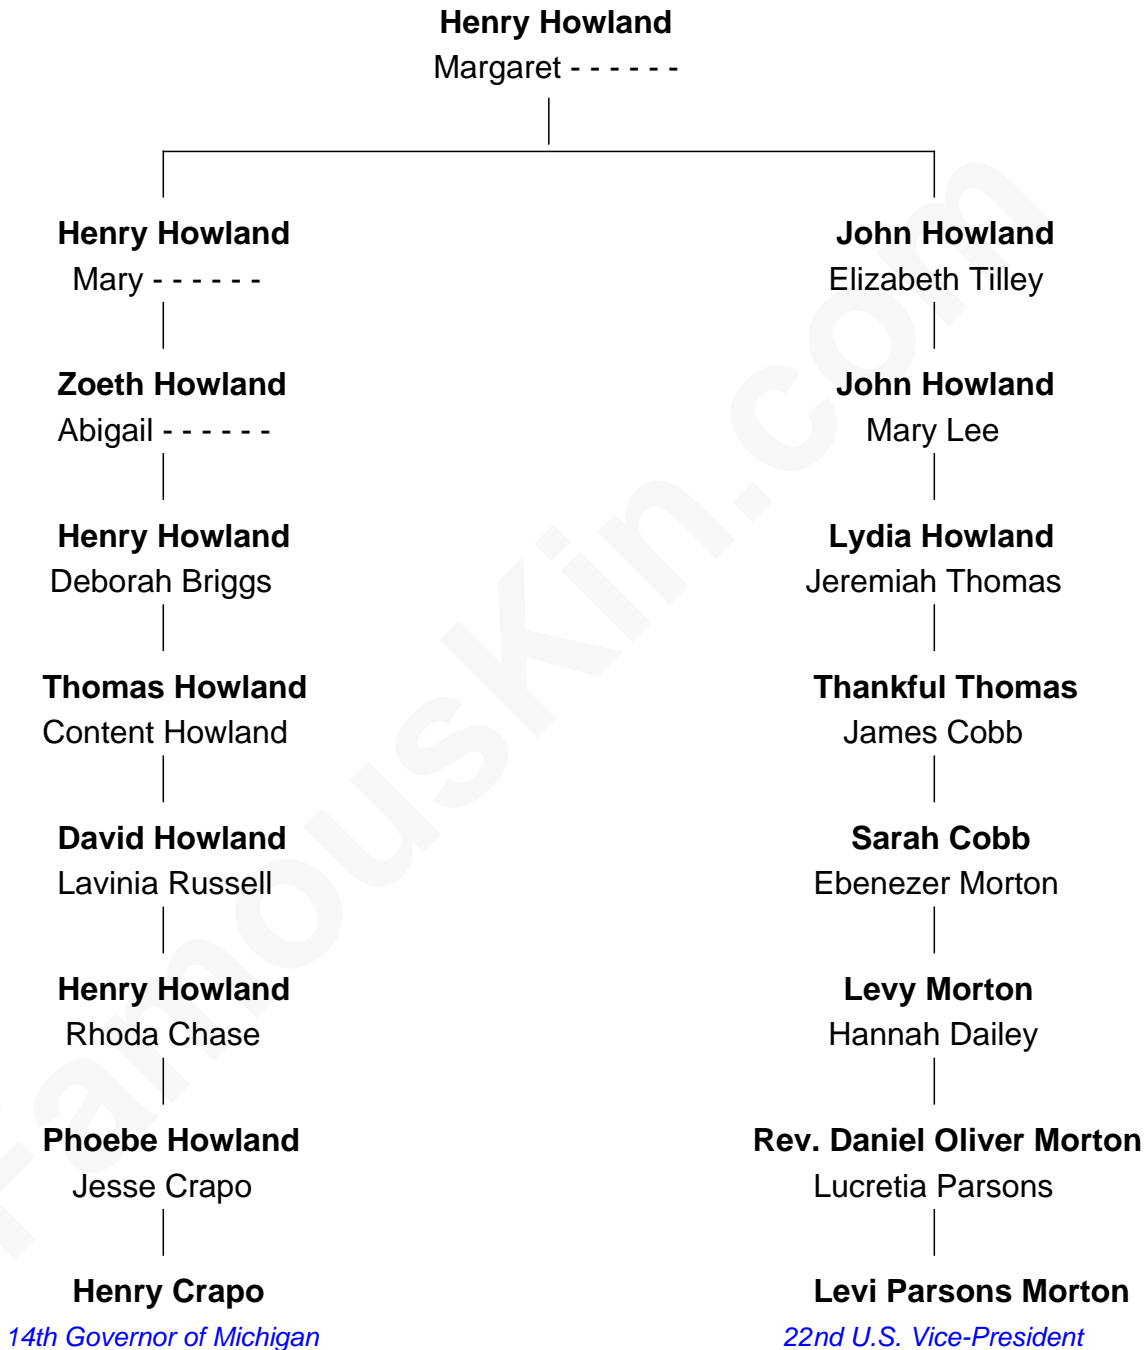 Henry Howland
Margaret - - - - - -
Henry Howland
Mary - - - - - -
Zoeth Howland
Abigail - - - - - -
Henry Howland
Deborah Briggs
Thomas Howland
Content Howland
David Howland
Lavinia Russell
Henry Howland
Rhoda Chase
Phoebe Howland
Jesse Crapo
Henry Crapo
14th Governor of Michigan
John Howland
Elizabeth Tilley
John Howland
Mary Lee
Lydia Howland
Jeremiah Thomas
Thankful Thomas
James Cobb
Sarah Cobb
Ebenezer Morton
Levy Morton
Hannah Dailey
Rev. Daniel Oliver Morton
Lucretia Parsons
Levi Parsons Morton
22nd U.S. Vice-President
FamousKin.com